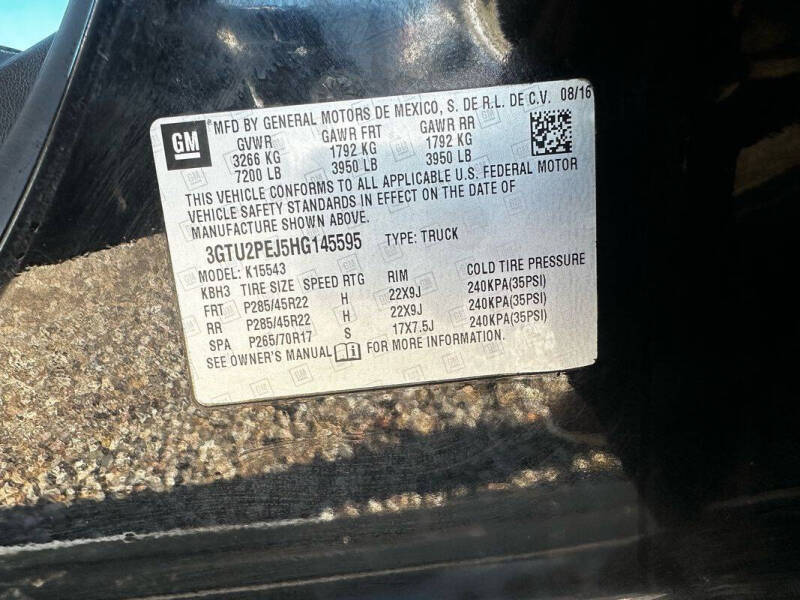 GM ® MFD BY GENERAL MOTORS DE MEXICO, S. DE R.L. DE C.V. 08/16
GVWR GAWR FRT GAWR RR
3266 KG 1792 KG 1792 KG
7200 LB 3950 LB 3950 LB
THIS VEHICLE CONFORMS TO ALL APPLICABLE U.S. FEDERAL MOTOR
VEHICLE SAFETY STANDARDS IN EFFECT ON THE DATE OF
MANUFACTURE SHOWN ABOVE.
3GTU2PEJ5HG145595 TYPE: TRUCK
MODEL: K15543
KBH3 TIRE SIZE SPEED RTG RIM COLD TIRE PRESSURE
FRT P285/45R22 H 22X9J 240KPA(35PSI)
RR P285/45R22 H 22X9J 240KPA(35PSI)
SPA P265/70R17 S 17X7.5J 240KPA(35PSI)
SEE OWNER'S MANUAL FOR MORE INFORMATION.